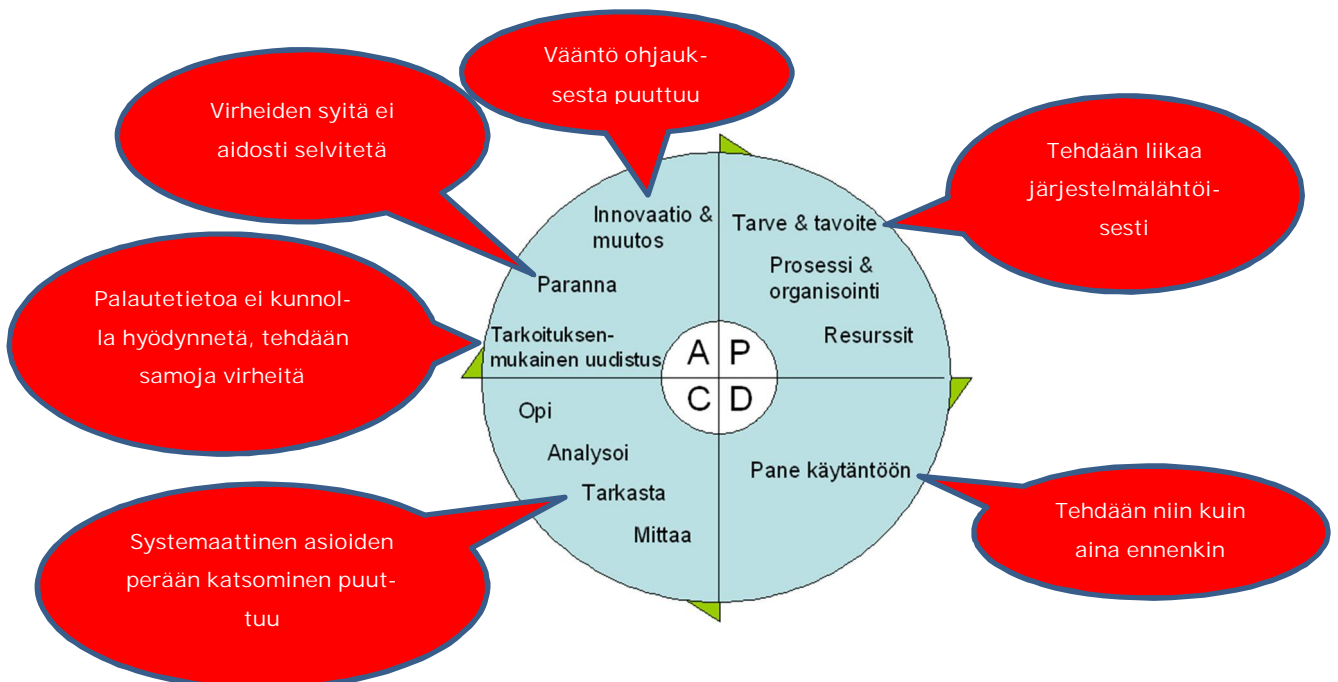 Vääntö ohjauk-
sesta puuttuu
Virheiden syitä ei
aidosti selvitetä
Tehdään liikaa
järjestelmälähtöi-
sesti
Palautetietoa ei kunnol-
la hyödynnetä, tehdään
samoja virheitä
Innovaatio &
muutos
Paranna
Tarkoituksen-
mukainen uudistus
Tarve & tavoite
Prosessi &
organisointi
Resurssit
A P
C D
Opi
Analysoi
Tarkasta
Mittaa
Pane käytäntöön
Systemaattinen asioiden
perään katsominen puut-
tuu
Tehdään niin kuin
aina ennenkin